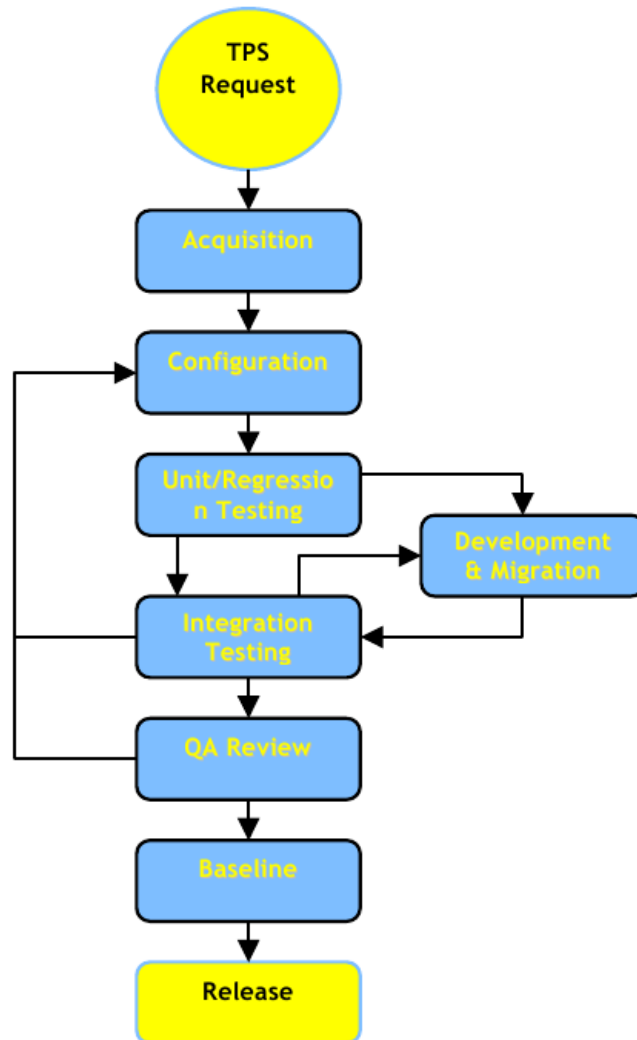 TPS
Request
Acquisition
Configuration
Unit/Regressio
n Testing
Development
& Migration
Integration
Testing
QA Review
Baseline
Release